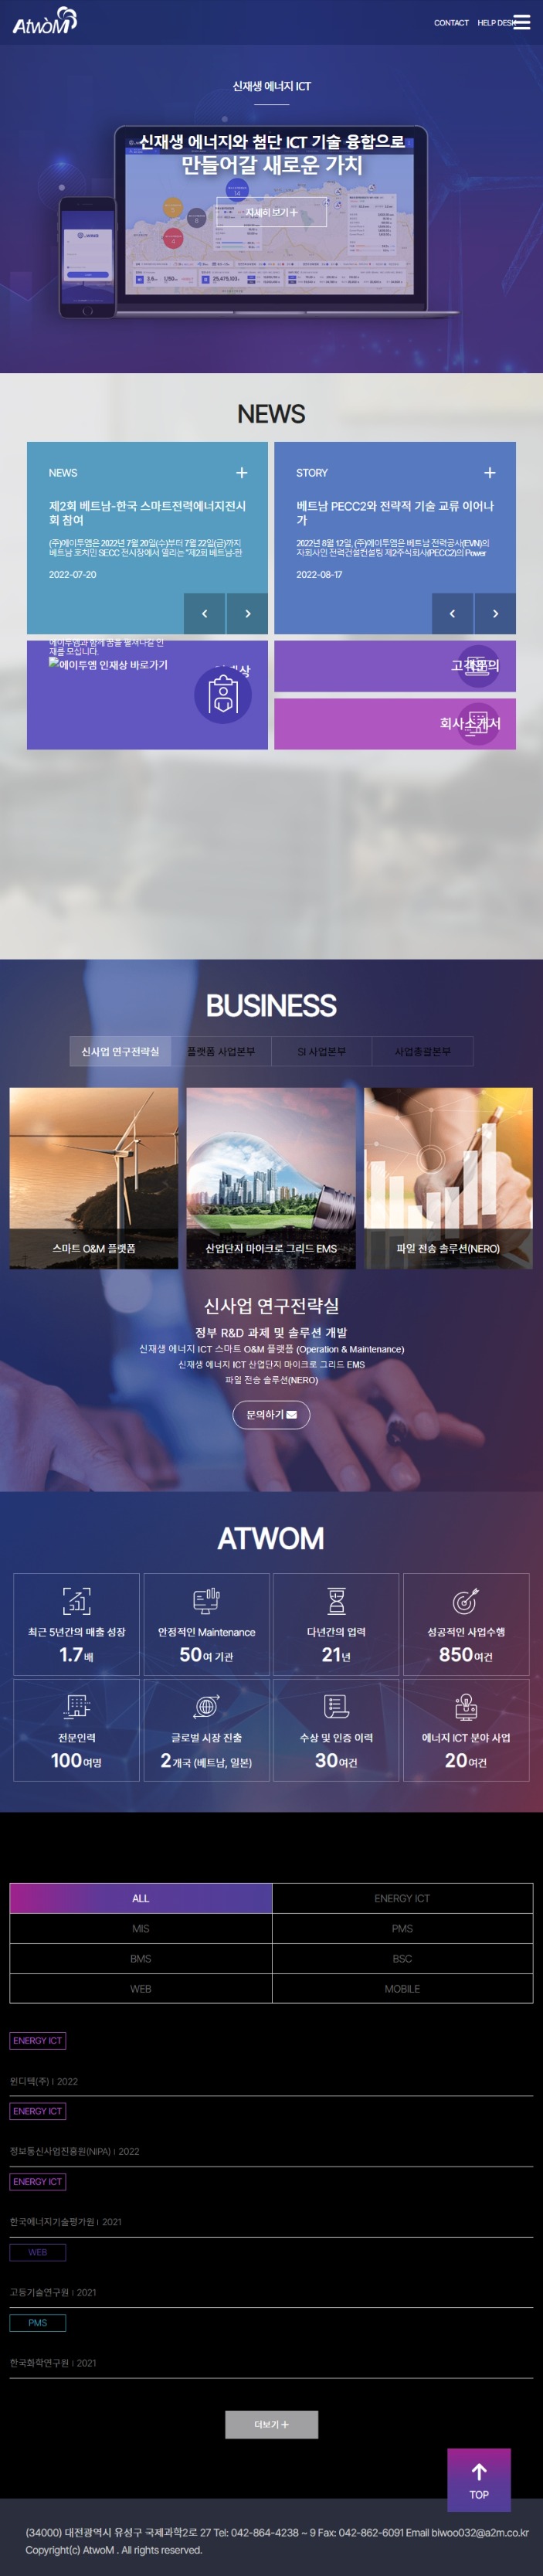 AtwòM
CONTACT HELP DESK
신재생 에너지 ICT
신재생 에너지와 첨단 ICT 기술 융합으로
만들어갈 새로운 가치
자세히보기+
NEWS
NEWS +
제2회 베트남-한국 스마트전력에너지전시
회 참여
(주)에이투엠은 2022년 7월 20일(수)부터 7월 22일(금)까지
베트남 호치민 SECC 전시장에서 열리는 "제2회 베트남-한
2022-07-20
STORY +
베트남 PECC2와 전략적 기술 교류 이어나
가
2022년 8월 12일, (주)에이투엠은 베트남 전력공사(EVN)의
자회사인 전력건설컨설팅 제2주식회사(PECC2)의 Power
2022-08-17
에이투엠과 함께 꿈을 펼쳐나갈 인
재를 모십니다.
에이투엠 인재상 바로가기
인재상
고객문의
회사소개서
BUSINESS
신사업 연구전략실
플랫폼 사업본부
SI 사업본부
사업총괄본부
스마트 O&M 플랫폼
산업단지 마이크로 그리드 EMS
파일 전송 솔루션(NERO)
신사업 연구전략실
정부 R&D 과제 및 솔루션 개발
신재생 에너지 ICT 스마트 O&M 플랫폼 (Operation & Maintenance)
신재생 에너지 ICT 산업단지 마이크로 그리드 EMS
파일 전송 솔루션(NERO)
문의하기
ATWOM
최근 5년간의 매출 성장
1.7배
안정적인 Maintenance
50여 기관
다년간의 업력
21년
성공적인 사업수행
850여건
전문인력
100여명
글로벌 시장 진출
2개국 (베트남, 일본)
수상 및 인증 이력
30여건
에너지 ICT 분야 사업
20여건
ALL
ENERGY ICT
MIS
PMS
BMS
BSC
WEB
MOBILE
ENERGY ICT
윈디텍(주) I 2022
ENERGY ICT
정보통신사업진흥원(NIPA) I 2022
ENERGY ICT
한국에너지기술평가원 I 2021
WEB
고등기술연구원 I 2021
PMS
한국화학연구원 I 2021
더보기 +
TOP
(34000) 대전광역시 유성구 국제과학2로 27 Tel: 042-864-4238 ~ 9 Fax: 042-862-6091 Email biwoo032@a2m.co.kr
Copyright(c) AtwoM . All rights reserved.